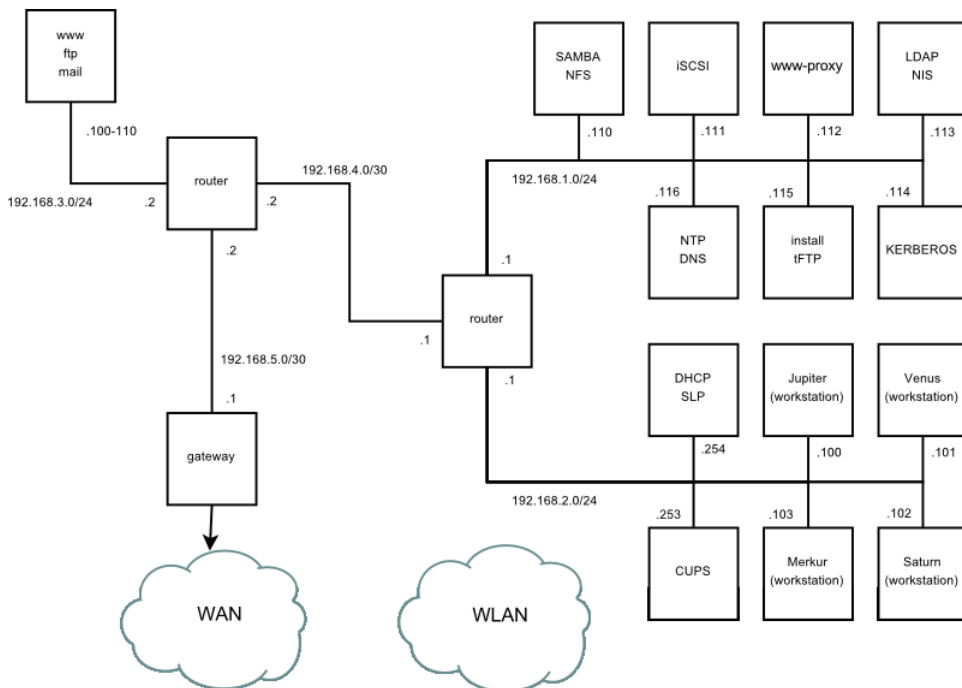 www
ftp
mail
.100-110
192.168.3.0/24
.2
router
.2
.2
192.168.4.0/30
192.168.5.0/30
.1
gateway
WAN
WLAN
.1
router
.1
.1
SAMBA
NFS
.110
iSCSI
.111
www-proxy
.112
LDAP
NIS
.113
192.168.1.0/24
.116
NTP
DNS
.115
install
tFTP
.114
KERBEROS
DHCP
SLP
.254
Jupiter
(workstation)
.100
Venus
(workstation)
.101
192.168.2.0/24
.253
CUPS
.103
Merkur
(workstation)
.102
Saturn
(workstation)